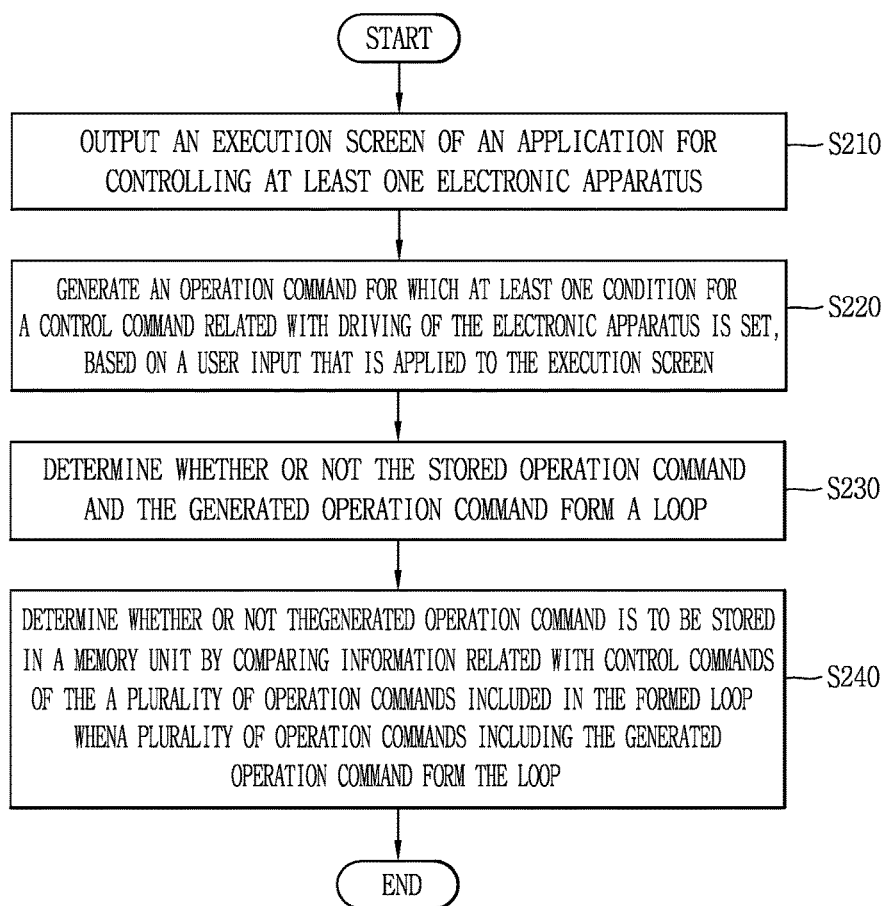 START
OUTPUT AN EXECUTION SCREEN OF AN APPLICATION FOR
CONTROLLING AT LEAST ONE ELECTRONIC APPARATUS
S210
GENERATE AN OPERATION COMMAND FOR WHICH AT LEAST ONE CONDITION FOR
A CONTROL COMMAND RELATED WITH DRIVING OF THE ELECTRONIC APPARATUS IS SET,
BASED ON A USER INPUT THAT IS APPLIED TO THE EXECUTION SCREEN
S220
DETERMINE WHETHER OR NOT THE STORED OPERATION COMMAND
AND THE GENERATED OPERATION COMMAND FORM A LOOP
S230
DETERMINE WHETHER OR NOT THEGENERATED OPERATION COMMAND IS TO BE STORED
IN A MEMORY UNIT BY COMPARING INFORMATION RELATED WITH CONTROL COMMANDS
OF THE A PLURALITY OF OPERATION COMMANDS INCLUDED IN THE FORMED LOOP
WHENA PLURALITY OF OPERATION COMMANDS INCLUDING THE GENERATED
OPERATION COMMAND FORM THE LOOP
S240
END